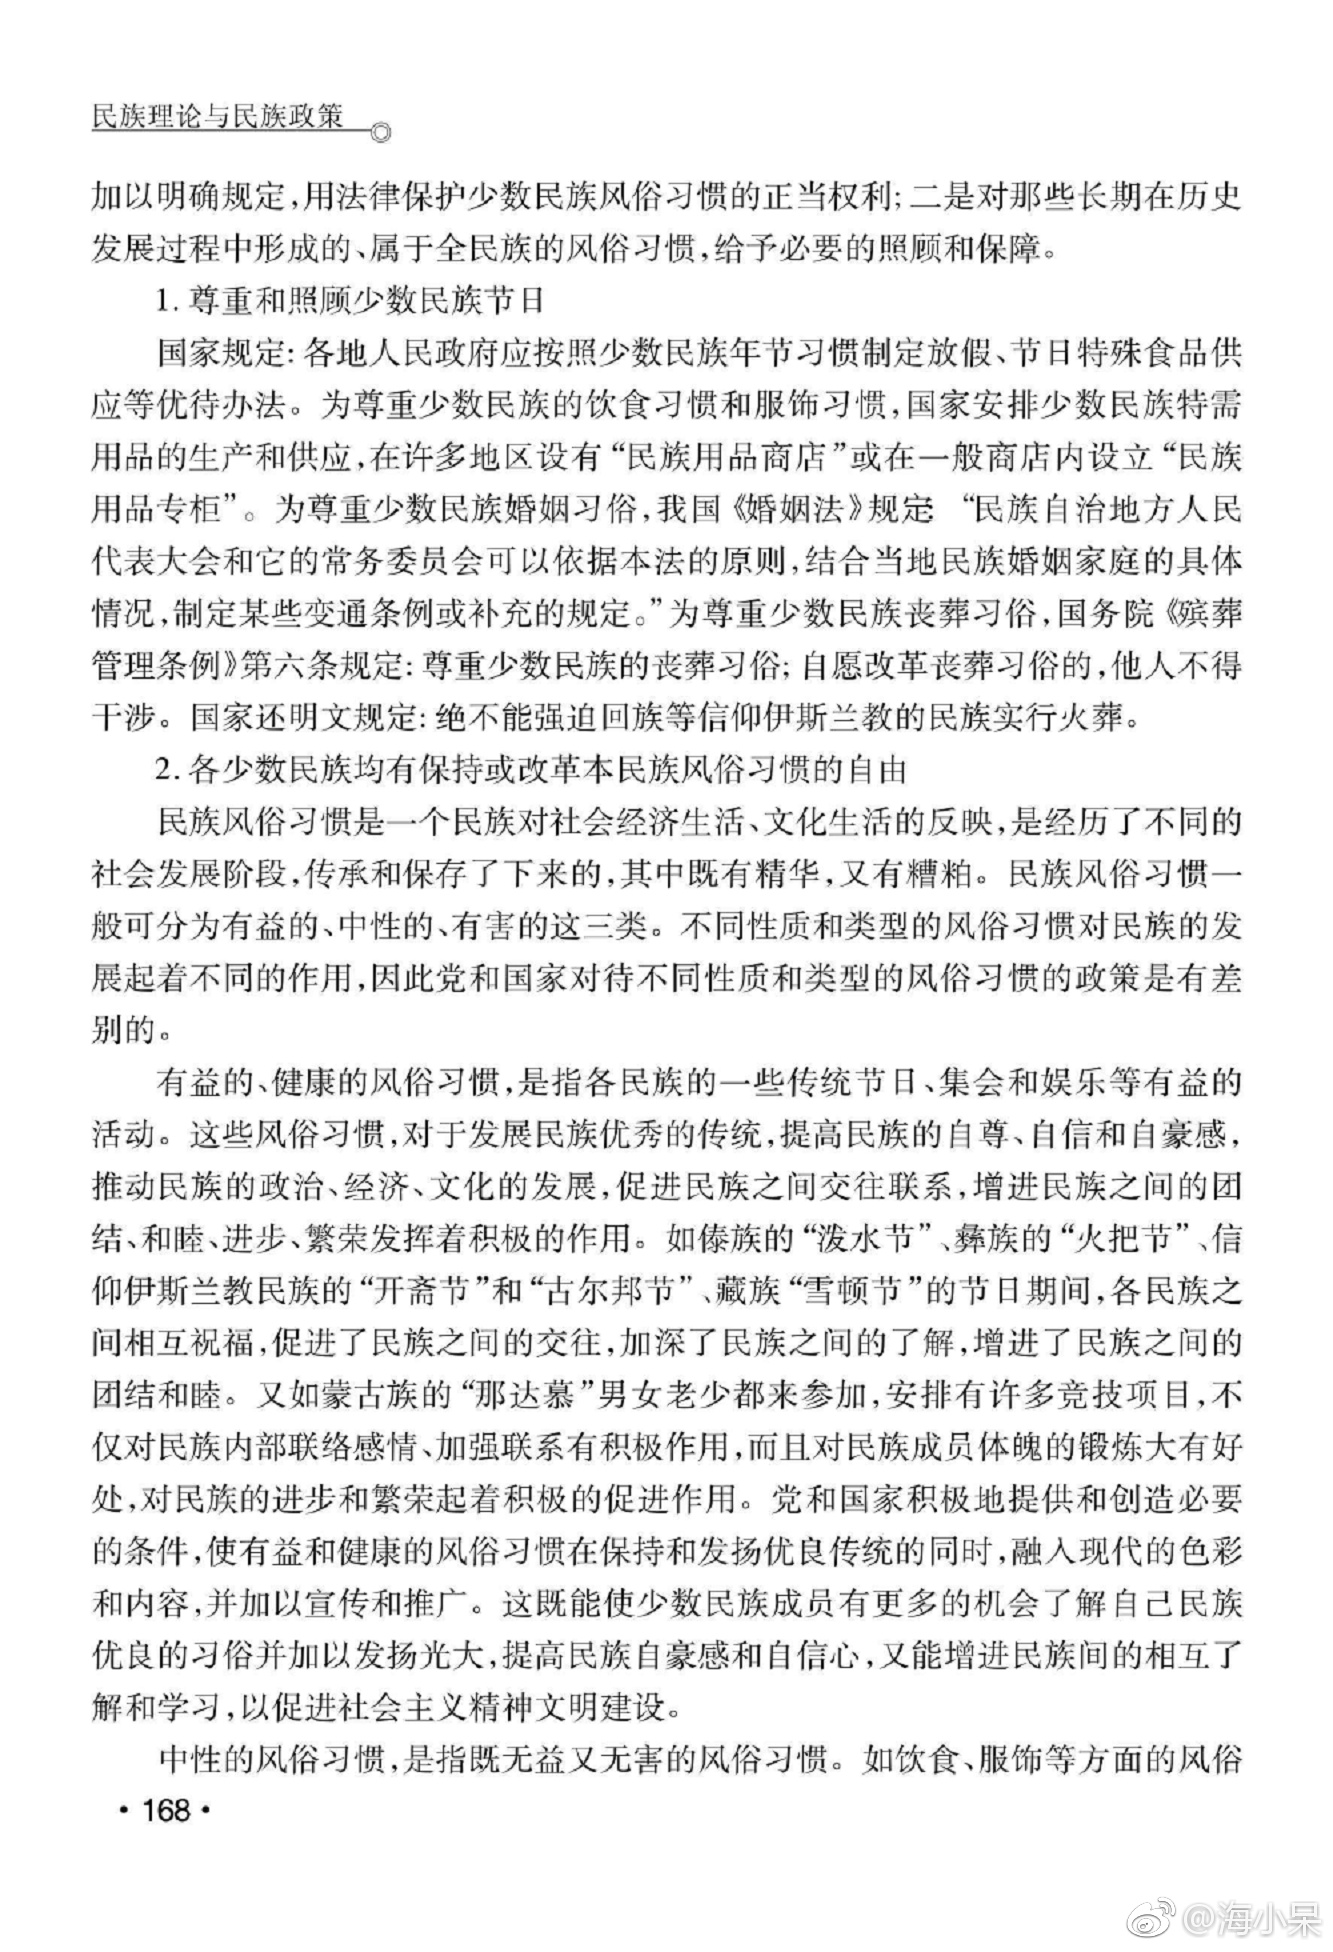 民族理论与民族政策
加以明确规定,用法律保护少数民族风俗习惯的正当权利;二是对那些长期在历史
发展过程中形成的、属于全民族的风俗习惯,给予必要的照顾和保障。
1. 尊重和照顾少数民族节日
国家规定:各地人民政府应按照少数民族年节习惯制定放假、节日特殊食品供
应等优待办法。为尊重少数民族的饮食习惯和服饰习惯,国家安排少数民族特需
用品的生产和供应,在许多地区设有“民族用品商店”或在一般商店内设立“民族
用品专柜”。为尊重少数民族婚姻习俗,我国《婚姻法》规定:“民族自治地方人民
代表大会和它的常务委员会可以依据本法的原则,结合当地民族婚姻家庭的具体
情况,制定某些变通条例或补充的规定。”为尊重少数民族丧葬习俗,国务院《殡葬
管理条例》第六条规定:尊重少数民族的丧葬习俗;自愿改革丧葬习俗的,他人不得
干涉。国家还明文规定:绝不能强迫回族等信仰伊斯兰教的民族实行火葬。
2. 各少数民族均有保持或改革本民族风俗习惯的自由
民族风俗习惯是一个民族对社会经济生活、文化生活的反映,是经历了不同的
社会发展阶段,传承和保存了下来的,其中既有精华,又有糟粕。民族风俗习惯一
般可分为有益的、中性的、有害的这三类。不同性质和类型的风俗习惯对民族的发
展起着不同的作用,因此党和国家对待不同性质和类型的风俗习惯的政策是有差
别的。
有益的、健康的风俗习惯,是指各民族的一些传统节日、集会和娱乐等有益的
活动。这些风俗习惯,对于发展民族优秀的传统,提高民族的自尊、自信和自豪感,
推动民族的政治、经济、文化的发展,促进民族之间交往联系,增进民族之间的团
结、和睦、进步、繁荣发挥着积极的作用。如傣族的“泼水节”、彝族的“火把节”、信
仰伊斯兰教民族的“开斋节”和“古尔邦节”、藏族“雪顿节”的节日期间,各民族之
间相互祝福,促进了民族之间的交往,加深了民族之间的了解,增进了民族之间的
团结和睦。又如蒙古族的“那达慕”男女老少都来参加,安排有许多竞技项目,不
仅对民族内部联络感情、加强联系有积极作用,而且对民族成员体魄的锻炼大有好
处,对民族的进步和繁荣起着积极的促进作用。党和国家积极地提供和创造必要
的条件,使有益和健康的风俗习惯在保持和发扬优良传统的同时,融入现代的色彩
和内容,并加以宣传和推广。这既能使少数民族成员有更多的机会了解自己民族
优良的习俗并加以发扬光大,提高民族自豪感和自信心,又能增进民族间的相互了
解和学习,以促进社会主义精神文明建设。
中性的风俗习惯,是指既无益又无害的风俗习惯。如饮食、服饰等方面的风俗
· 168 ·
@海小呆